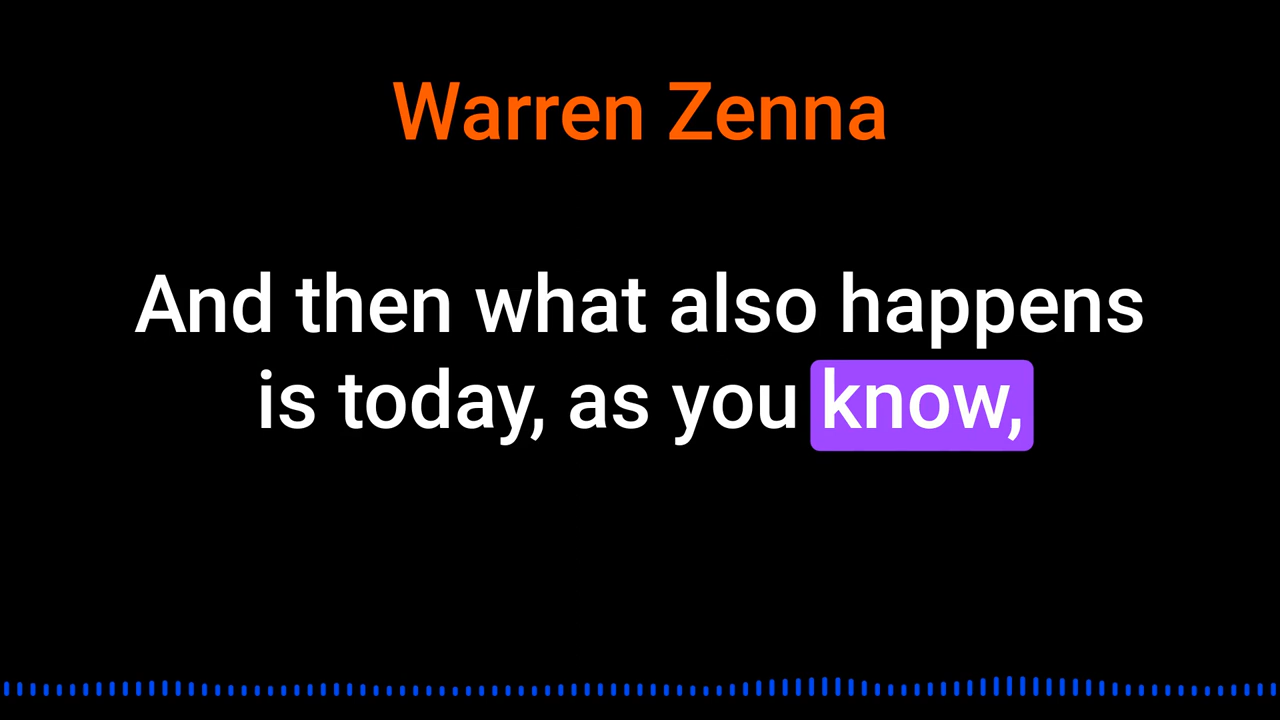 Warren Zenna
And then what also happens
is today, as you know,